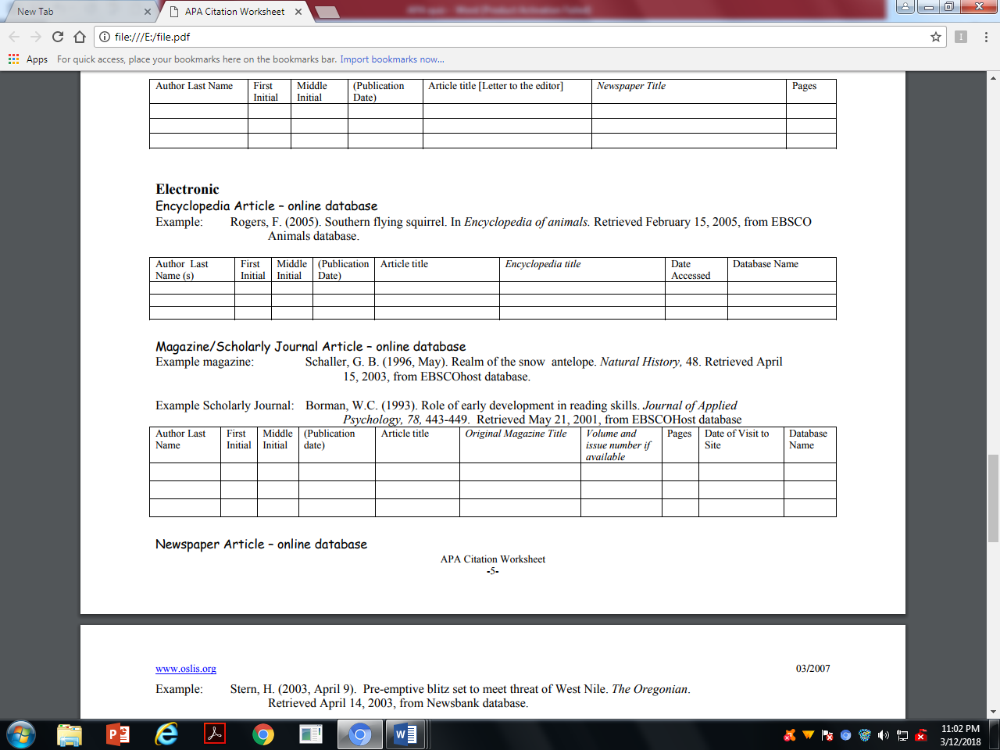 New Tab
APA Citation Worksheet
file:///E:/file.pdf
Apps For quick access, place your bookmarks here on the bookmarks bar. Import bookmarks now...
Author Last Name First Initial Middle Initial (Publication Date) Article title [Letter to the editor] Newspaper Title Pages
Electronic
Encyclopedia Article – online database
Example: Rogers, F. (2005). Southern flying squirrel. In Encyclopedia of animals. Retrieved February 15, 2005, from EBSCO
Animals database.
Author Last Name (s) First Initial Middle Initial (Publication Date) Article title Encyclopedia title Date Accessed Database Name
Magazine/Scholarly Journal Article – online database
Example magazine: Schaller, G. B. (1996, May). Realm of the snow antelope. Natural History, 48. Retrieved April
15, 2003, from EBSCOhost database.
Example Scholarly Journal: Borman, W.C. (1993). Role of early development in reading skills. Journal of Applied
Psychology, 78, 443-449. Retrieved May 21, 2001, from EBSCOHost database
Author Last Name First Initial Middle Initial (Publication date) Article title Original Magazine Title Volume and issue number if available Pages Date of Visit to Site Database Name
Newspaper Article – online database
APA Citation Worksheet
-5-
www.oslis.org 03/2007
Example: Stern, H. (2003, April 9). Pre-emptive blitz set to meet threat of West Nile. The Oregonian.
Retrieved April 14, 2003, from Newsbank database.
11:02 PM
3/12/2018